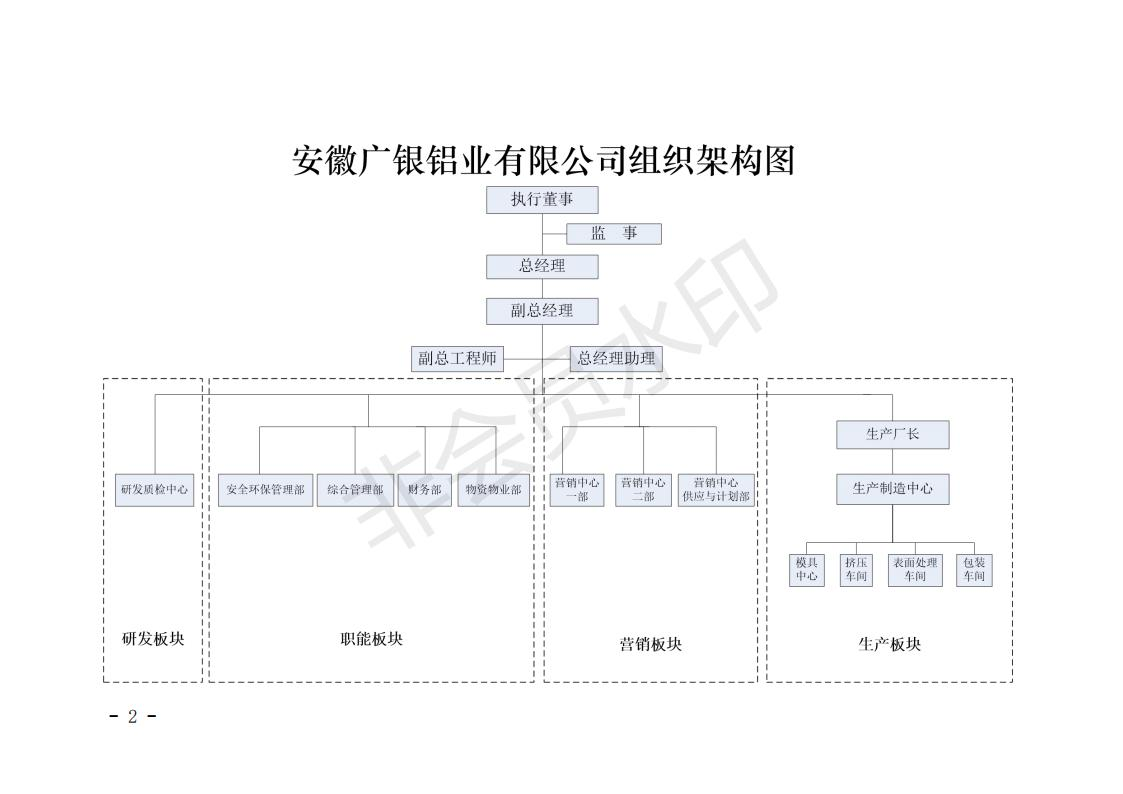 安徽广银铝业有限公司组织架构图
执行董事
监 事
总经理
副总经理
副总工程师
总经理助理
生产厂长
研发质检中心
安全环保管理部
综合管理部
财务部
物资物业部
营销中心
一部
营销中心
二部
营销中心
供应与计划部
生产制造中心
模具
中心
挤压
车间
表面处理
车间
包装
车间
研发板块
职能板块
营销板块
生产板块
非会员水印
- 2 -